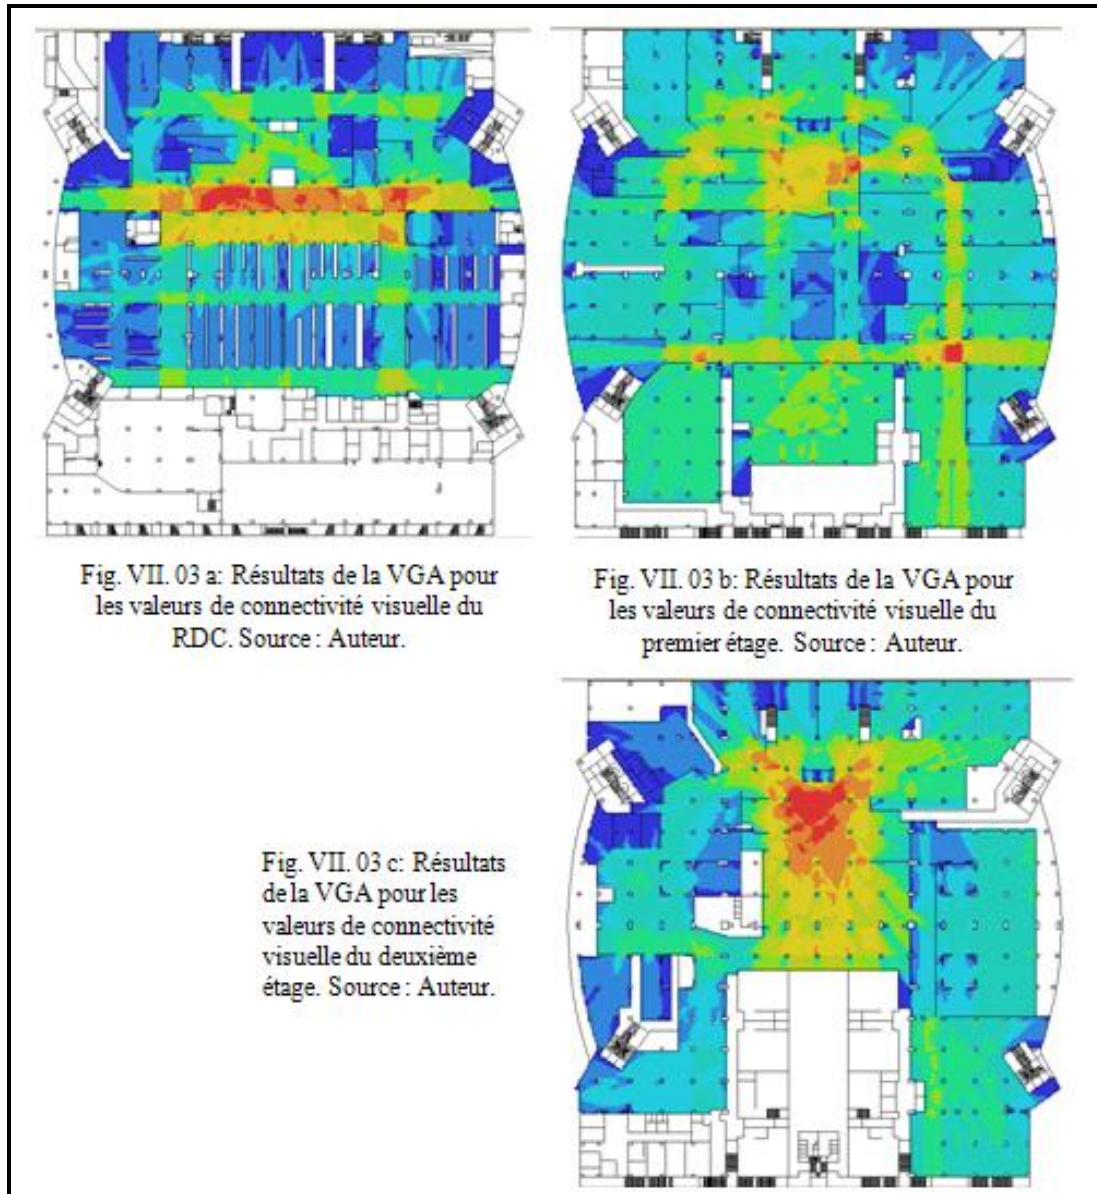 Fig. VII. 03 a: Résultats de la VGA pour
les valeurs de connectivité visuelle du
RDC. Source : Auteur.
Fig. VII. 03 b: Résultats de la VGA pour
les valeurs de connectivité visuelle du
premier étage. Source : Auteur.
Fig. VII. 03 c: Résultats
de la VGA pour les
valeurs de connectivité
visuelle du deuxième
étage. Source : Auteur.